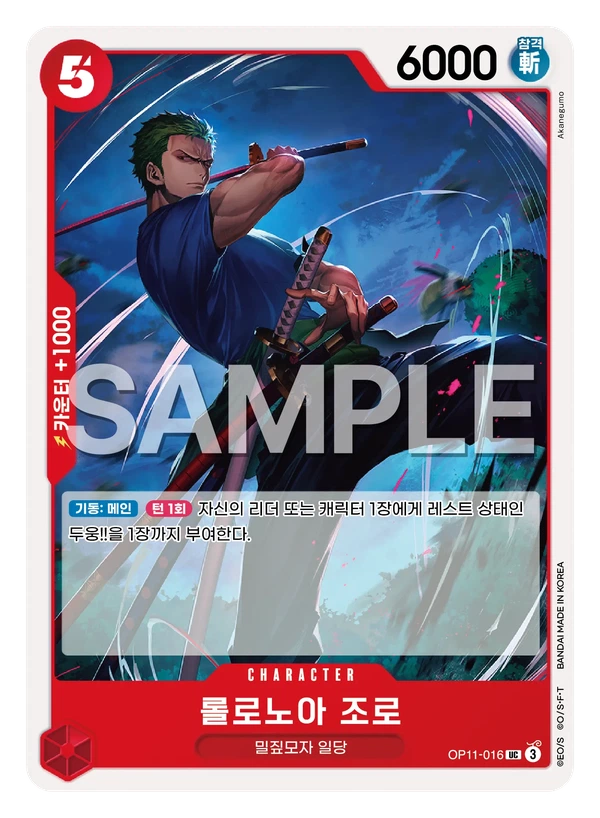 5
6000
참격
斬
Akanegumo
⚡카운터 +1000
SAMPLE
기동: 메인 턴 1회 자신의 리더 또는 캐릭터 1장에게 레스트 상태인
두웅!!을 1장까지 부여한다.
CHARACTER
롤로노아 조로
밀짚모자 일당
OP11-016 UC 3
©EO/S ©O/S·F·T BANDAI MADE IN KOREA